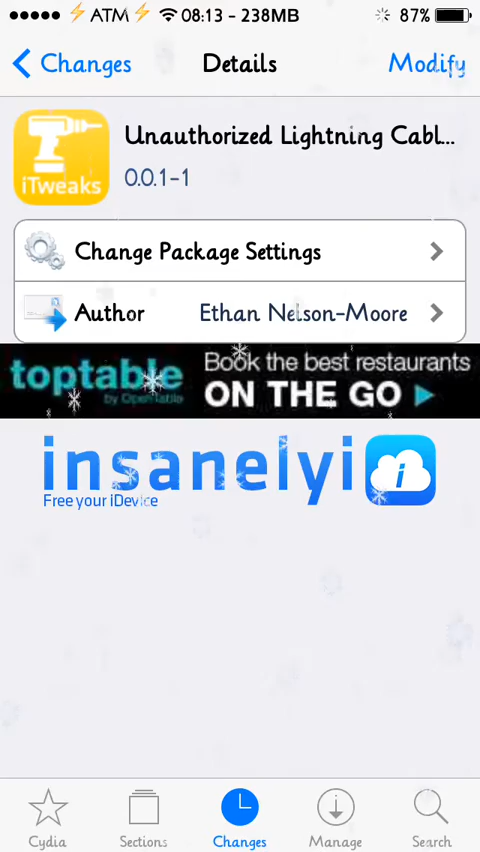 ATM 08:13 - 238MB 87%
Changes Details Modify
iTweaks
Unauthorized Lightning Cabl...
0.0.1-1
Change Package Settings
Author Ethan Nelson-Moore
toptable
by OpenTable
Book the best restaurants
ON THE GO
insanelyi
i
Free your iDevice
Cydia Sections Changes Manage Search